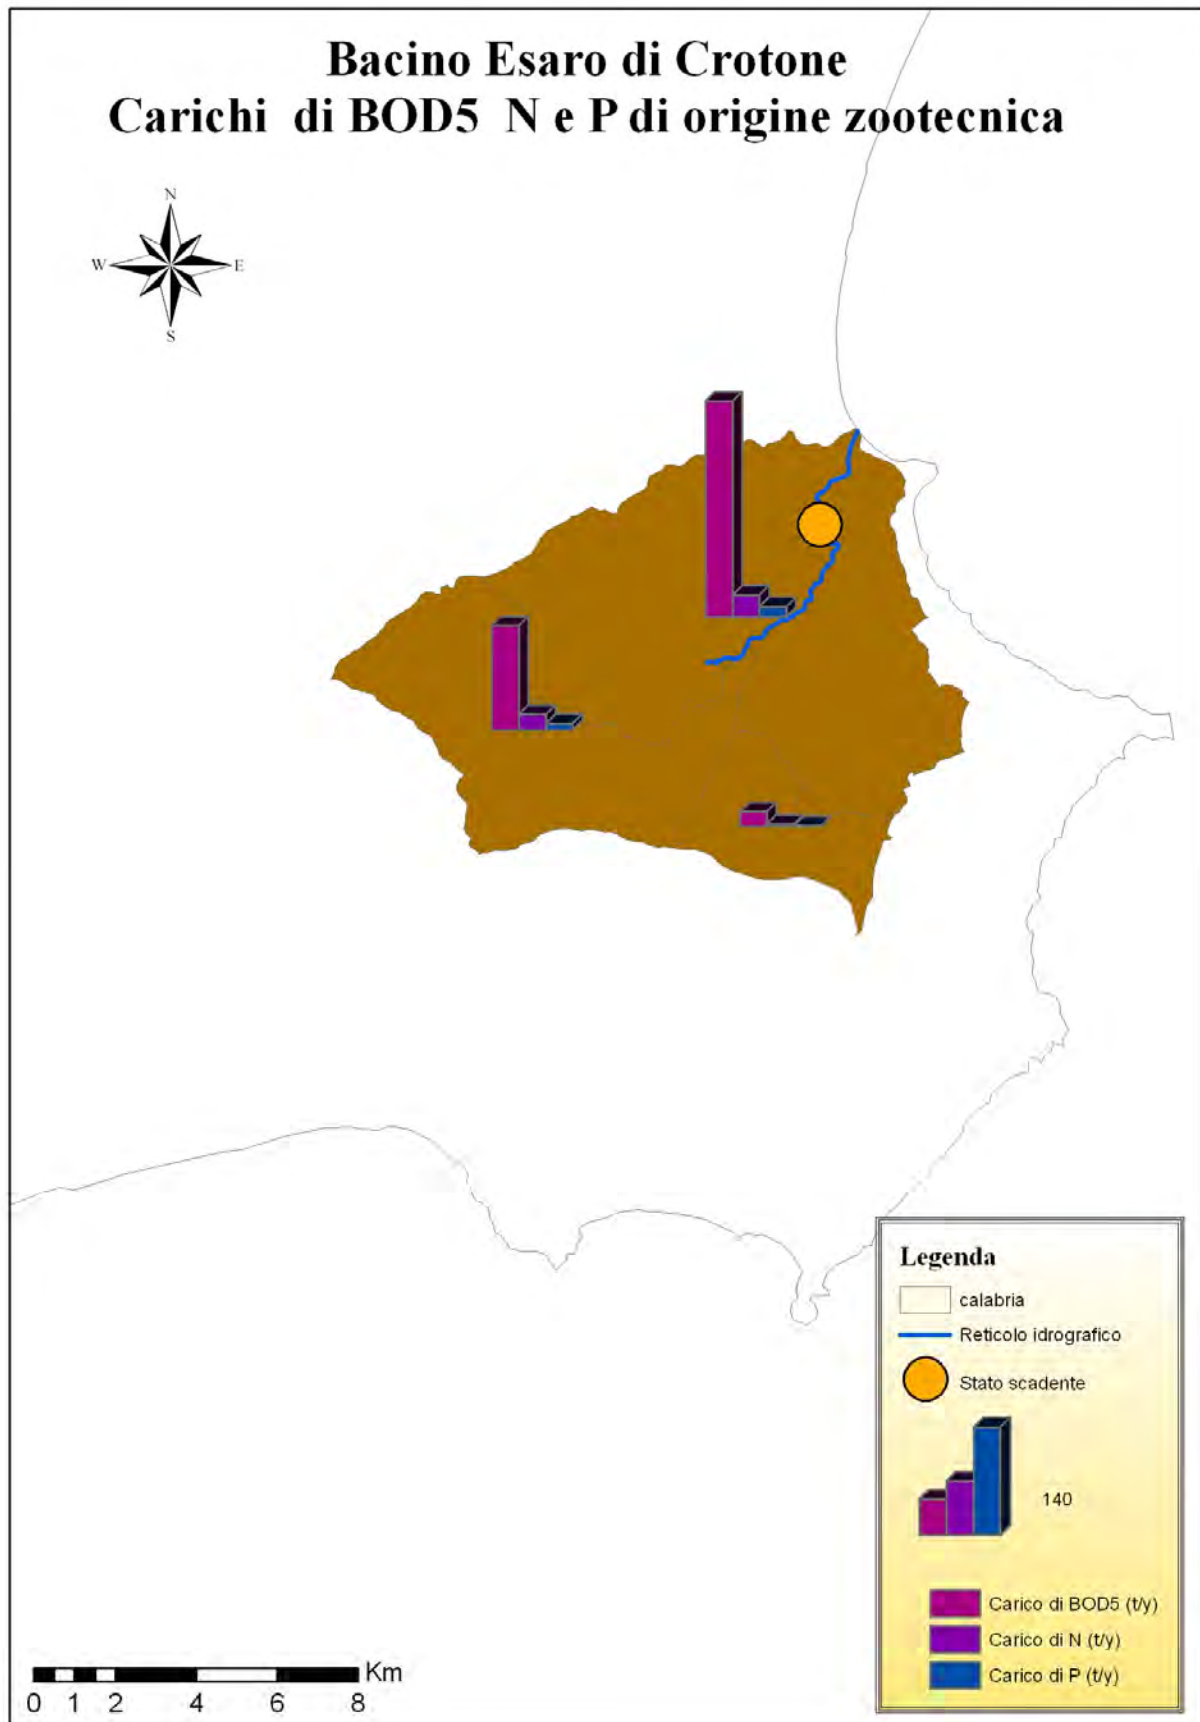 Bacino Esaro di Crotone
Carichi di BOD5 N e P di origine zootecnica
N
W E
S
Legenda
calabria
Reticolo idrografico
Stato scadente
140
Carico di BOD5 (t/y)
Carico di N (t/y)
Carico di P (t/y)
Km
0 1 2 4 6 8